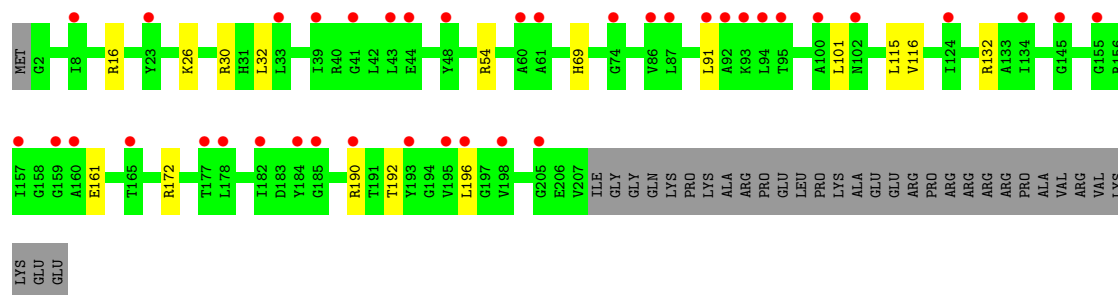 MET G2 I8 R16 Y23 K26 R30 H31 L32 L33 I39 R40 G41 L42 L43 E44 Y48 R54 A60 A61 H69 G74 V86 L87 L91 A92 K93 L94 T95 A100 L101 N102 L115 V116 I124 R132 A133 I134 G145 G155 R156
I157 G158 G159 A160 E161 T165 R172 T177 L178 I182 D183 Y184 G185 R190 T191 T192 Y193 G194 V195 L196 G197 V198 G205 E206 V207 ILE GLY GLY GLN LYS PRO LYS ALA ARG PRO GLU LEU PRO LYS ALA GLU GLU ARG PRO ARG ARG ARG ARG PRO ALA VAL ARG VAL LYS
LYS GLU GLU